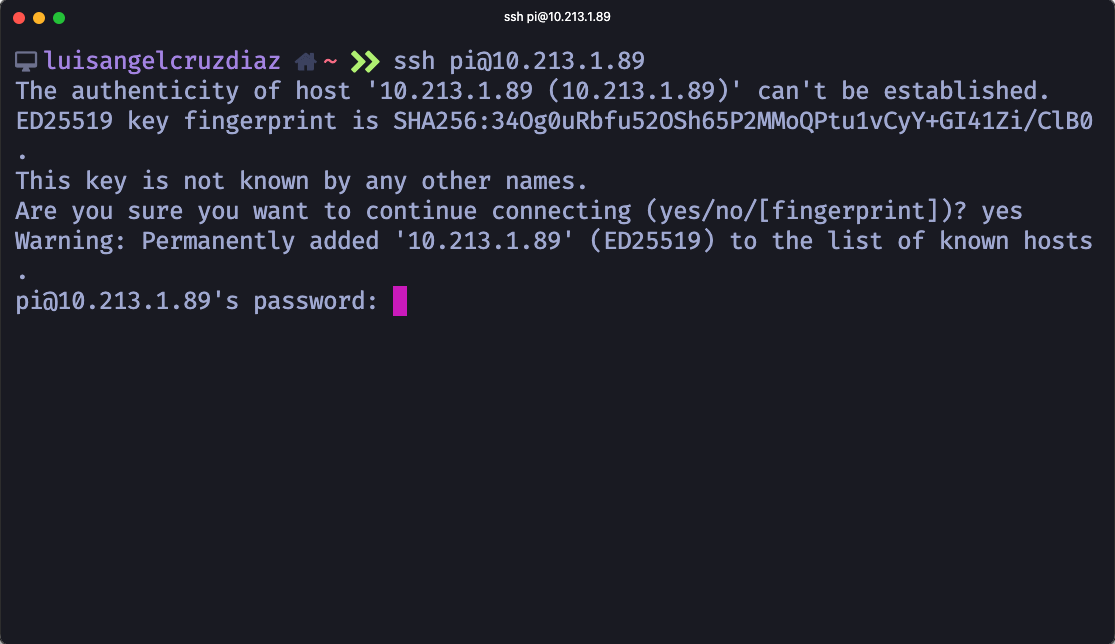 ssh pi@10.213.1.89
luisangelcruzdiaz ~ ssh pi@10.213.1.89
The authenticity of host '10.213.1.89 (10.213.1.89)' can't be established.
ED25519 key fingerprint is SHA256:34Og0uRbfu52OSh65P2MMoQPtu1vCyY+GI41Zi/ClB0
.
This key is not known by any other names.
Are you sure you want to continue connecting (yes/no/[fingerprint])? yes
Warning: Permanently added '10.213.1.89' (ED25519) to the list of known hosts
.
pi@10.213.1.89's password: